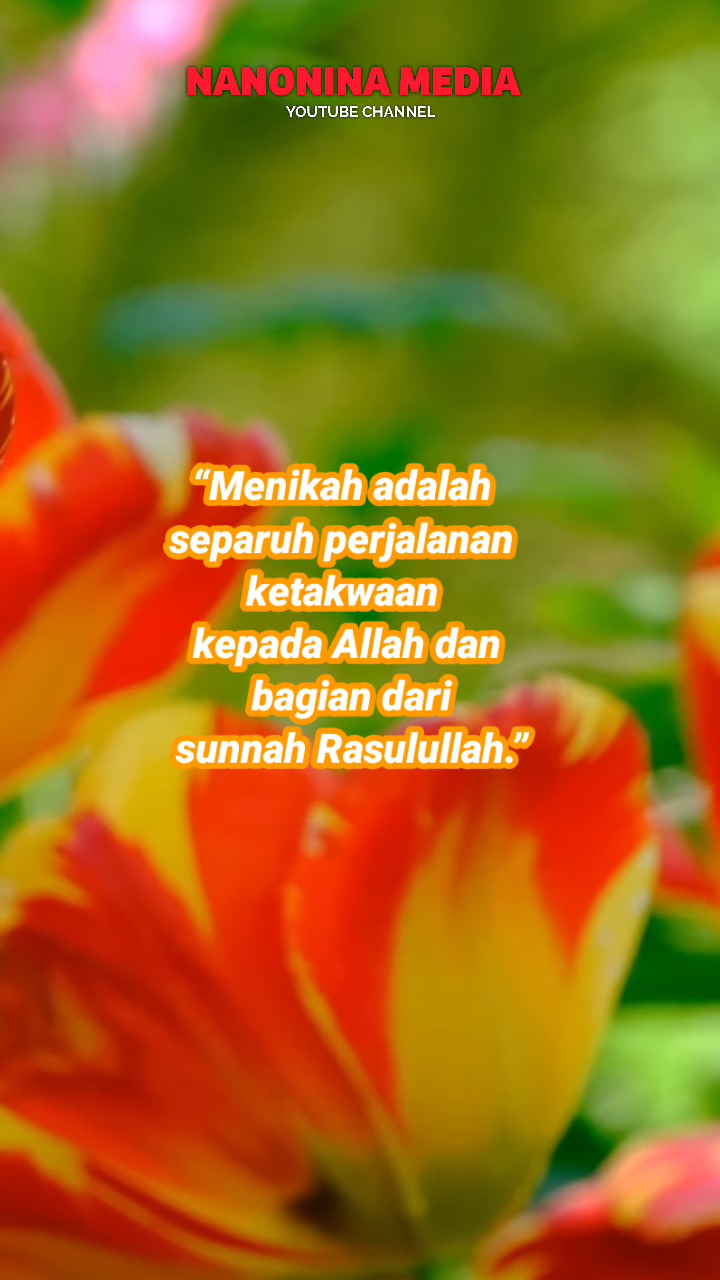 NANONINA MEDIA
YOUTUBE CHANNEL
“Menikah adalah
separuh perjalanan
ketakwaan
kepada Allah dan
bagian dari
sunnah Rasulullah.”